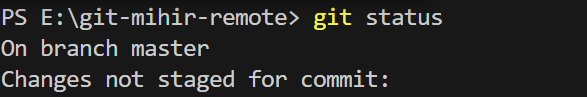 PS E:\git-mihir-remote> git status
On branch master
Changes not staged for commit: